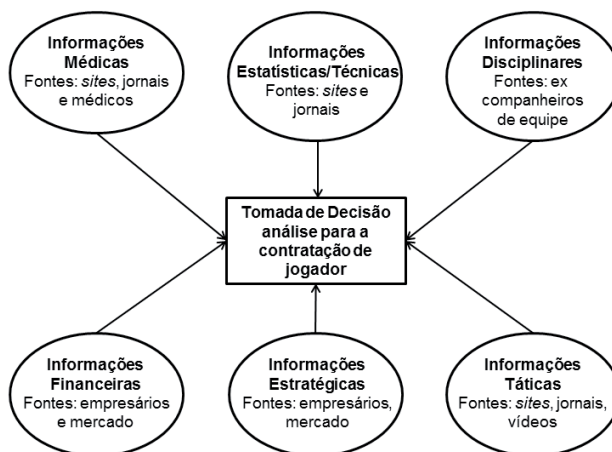 Informações
Médicas
Fontes: sites, jornais
e médicos
Informações
Estatísticas/Técnicas
Fontes: sites e
jornais
Informações
Disciplinares
Fontes: ex
companheiros
de equipe
Tomada de Decisão
análise para a
contratação de
jogador
Informações
Financeiras
Fontes: empresários
e mercado
Informações
Estratégicas
Fontes: empresários,
mercado
Informações
Táticas
Fontes: sites, jornais,
vídeos